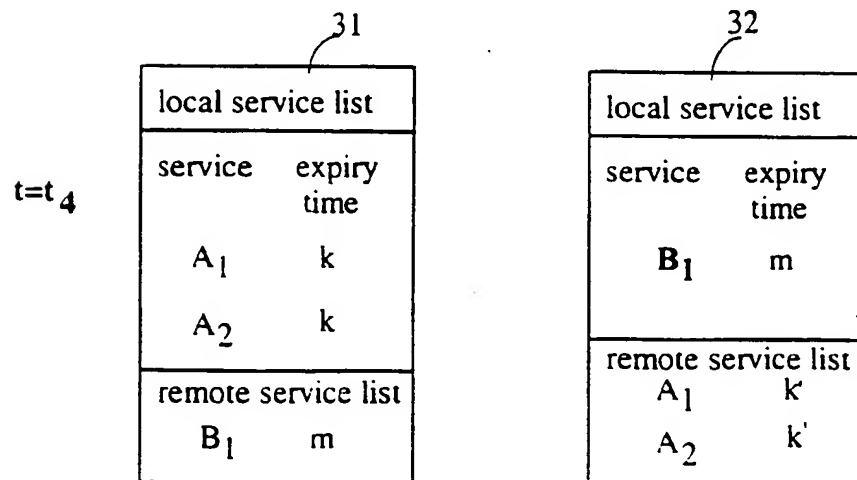 31
local service list
service expiry
time
A1 k
A2 k
remote service list
B1 m
t=t4
32
local service list
service expiry
time
B1 m
remote service list
A1 k'
A2 k'